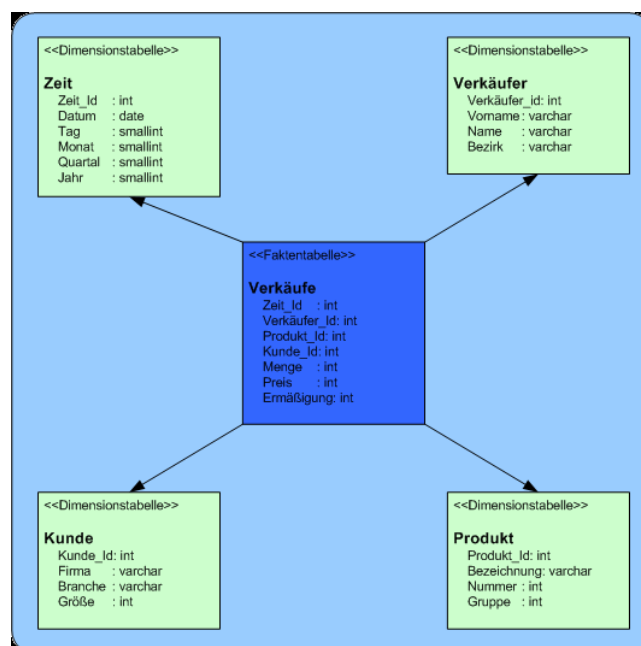 <<Dimensionstabelle>>
Zeit
Zeit_Id : int
Datum : date
Tag : smallint
Monat : smallint
Quartal : smallint
Jahr : smallint
<<Dimensionstabelle>>
Verkäufer
Verkäufer_id: int
Vorname : varchar
Name : varchar
Bezirk : varchar
<<Faktentabelle>>
Verkäufe
Zeit_Id : int
Verkäufer_Id: int
Produkt_Id: int
Kunde_Id: int
Menge : int
Preis : int
Ermäßigung: int
<<Dimensionstabelle>>
Kunde
Kunde_Id: int
Firma : varchar
Branche : varchar
Größe : int
<<Dimensionstabelle>>
Produkt
Produkt_Id: int
Bezeichnung: varchar
Nummer : int
Gruppe : int